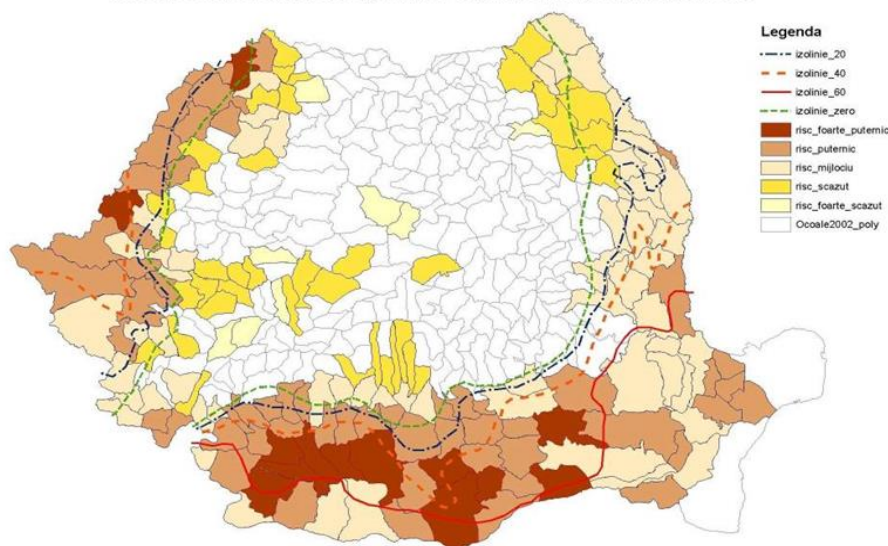 Legenda
izolinie_20
izolinie_40
izolinie_60
izolinie_zero
risc_foarte_puternic
risc_puternic
risc_mijlociu
risc_scazut
risc_foarte_scazut
Ocoale2002_poly